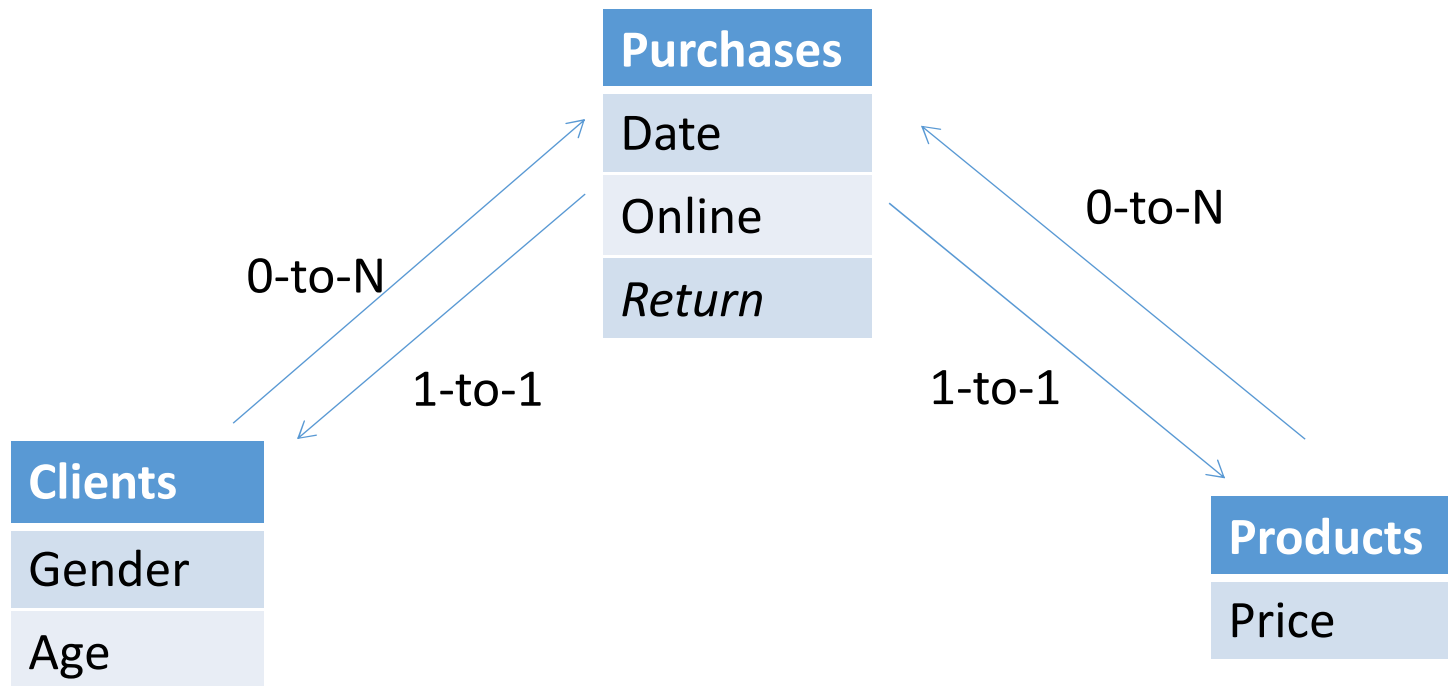 Purchases
Date
Online
Return
0-to-N
1-to-1
0-to-N
1-to-1
Clients
Gender
Age
Products
Price